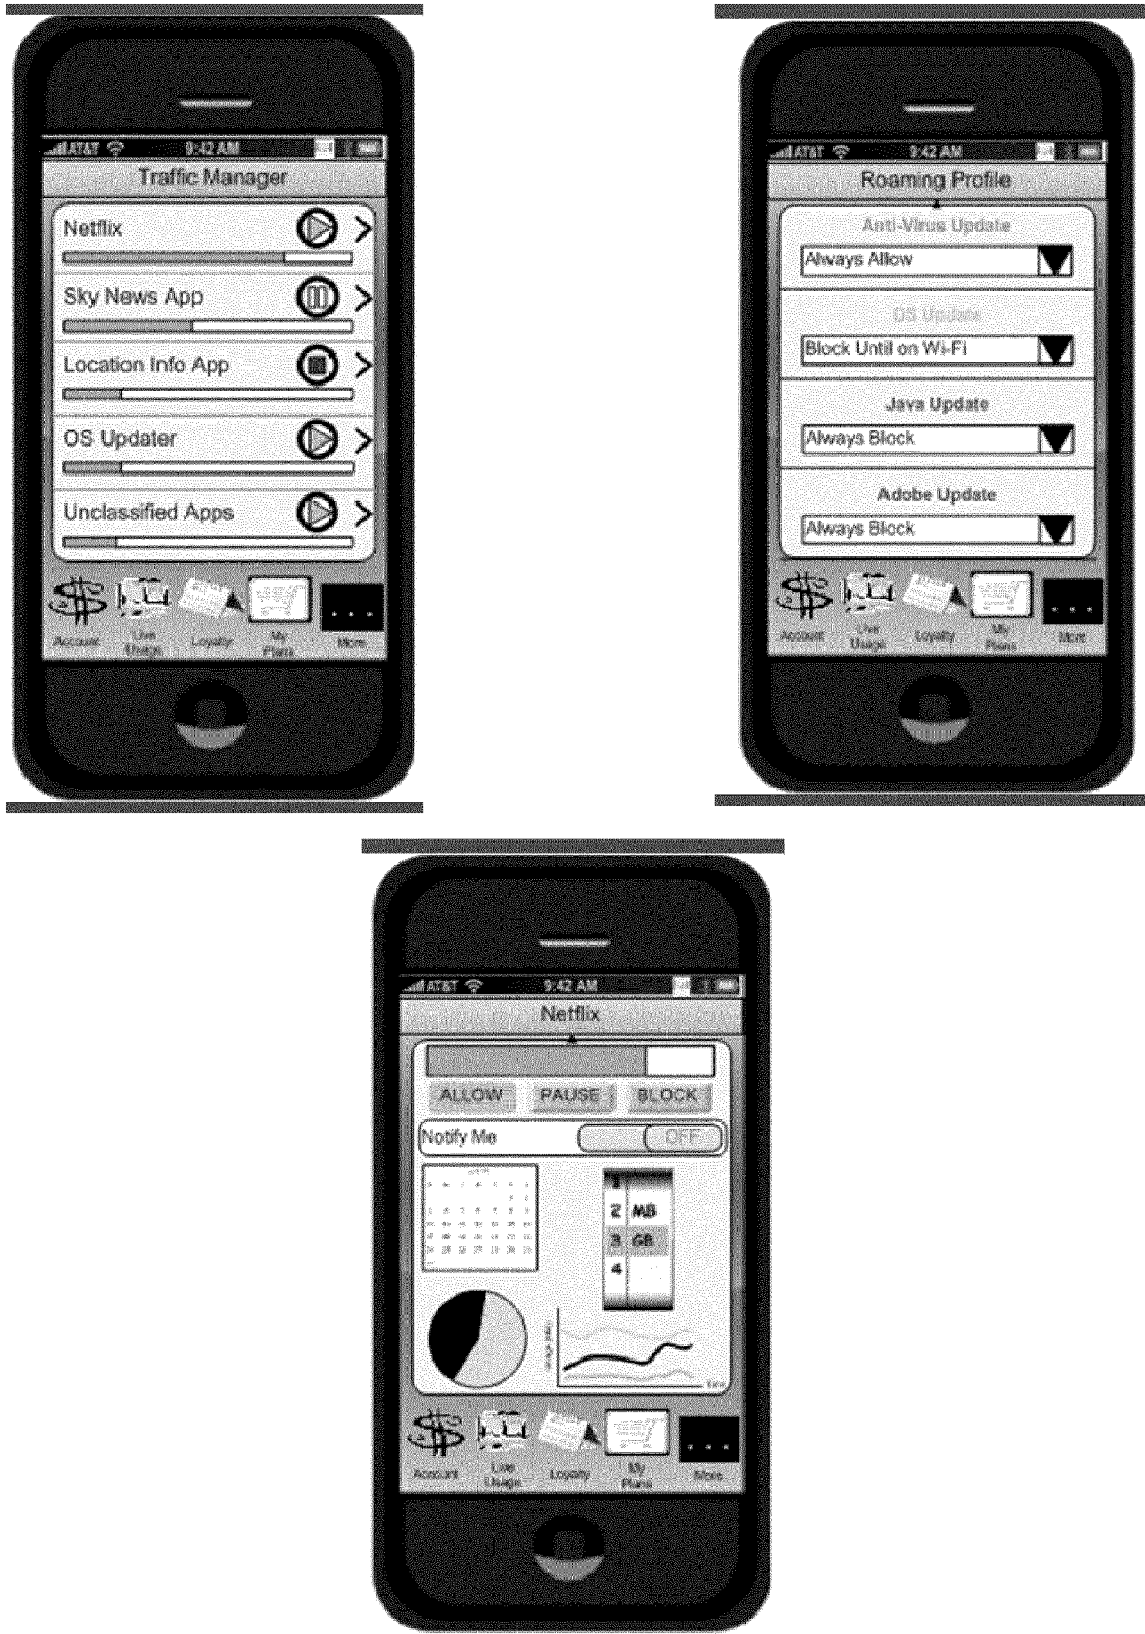 AT&T 9:42 AM
Traffic Manager
Netflix
Sky News App
Location Info App
OS Updater
Unclassified Apps
Account Live Usage Loyalty My Plans More
AT&T 9:42 AM
Roaming Profile
Anti-Virus Update
Always Allow
OS Update
Block Until on Wi-Fi
Java Update
Always Block
Adobe Update
Always Block
Account Live Usage Loyalty My Plans More
AT&T 9:42 AM
Netflix
ALLOW PAUSE BLOCK
Notify Me OFF
1
2 MB
3 GB
4
Account Live Usage Loyalty My Plans More